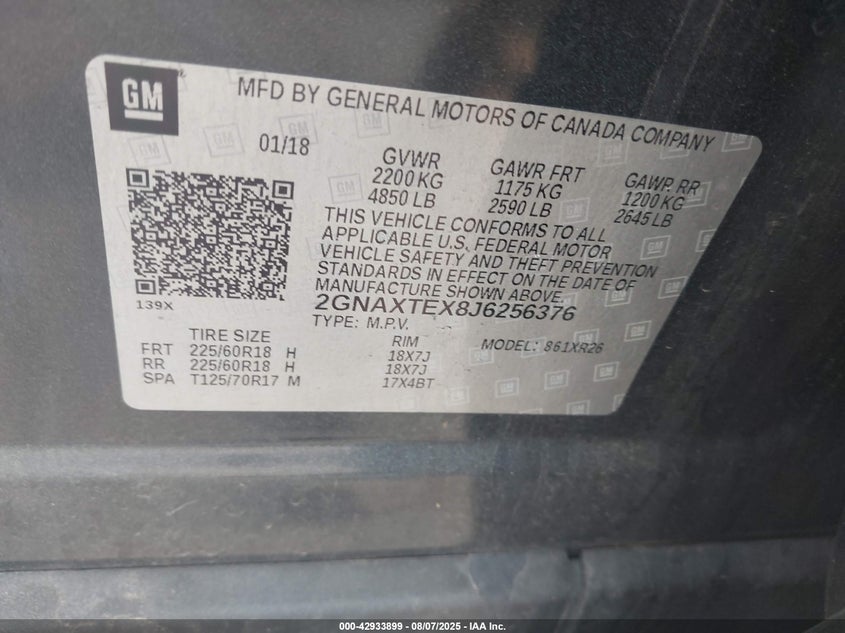 GM
MFD BY GENERAL MOTORS OF CANADA COMPANY
01/18
GVWR GAWR FRT GAWR RR
2200 KG 1175 KG 1200 KG
4850 LB 2590 LB 2645 LB
THIS VEHICLE CONFORMS TO ALL
APPLICABLE U.S. FEDERAL MOTOR
VEHICLE SAFETY AND THEFT PREVENTION
STANDARDS IN EFFECT ON THE DATE OF
MANUFACTURE SHOWN ABOVE.
139X
2GNAXTEX8J6256376
TYPE: M.P.V. MODEL: 861XR26
TIRE SIZE RIM
FRT 225/60R18 H 18X7J
RR 225/60R18 H 18X7J
SPA T125/70R17 M 17X4BT
000-42933899 | 08/07/2025 - IAA Inc.